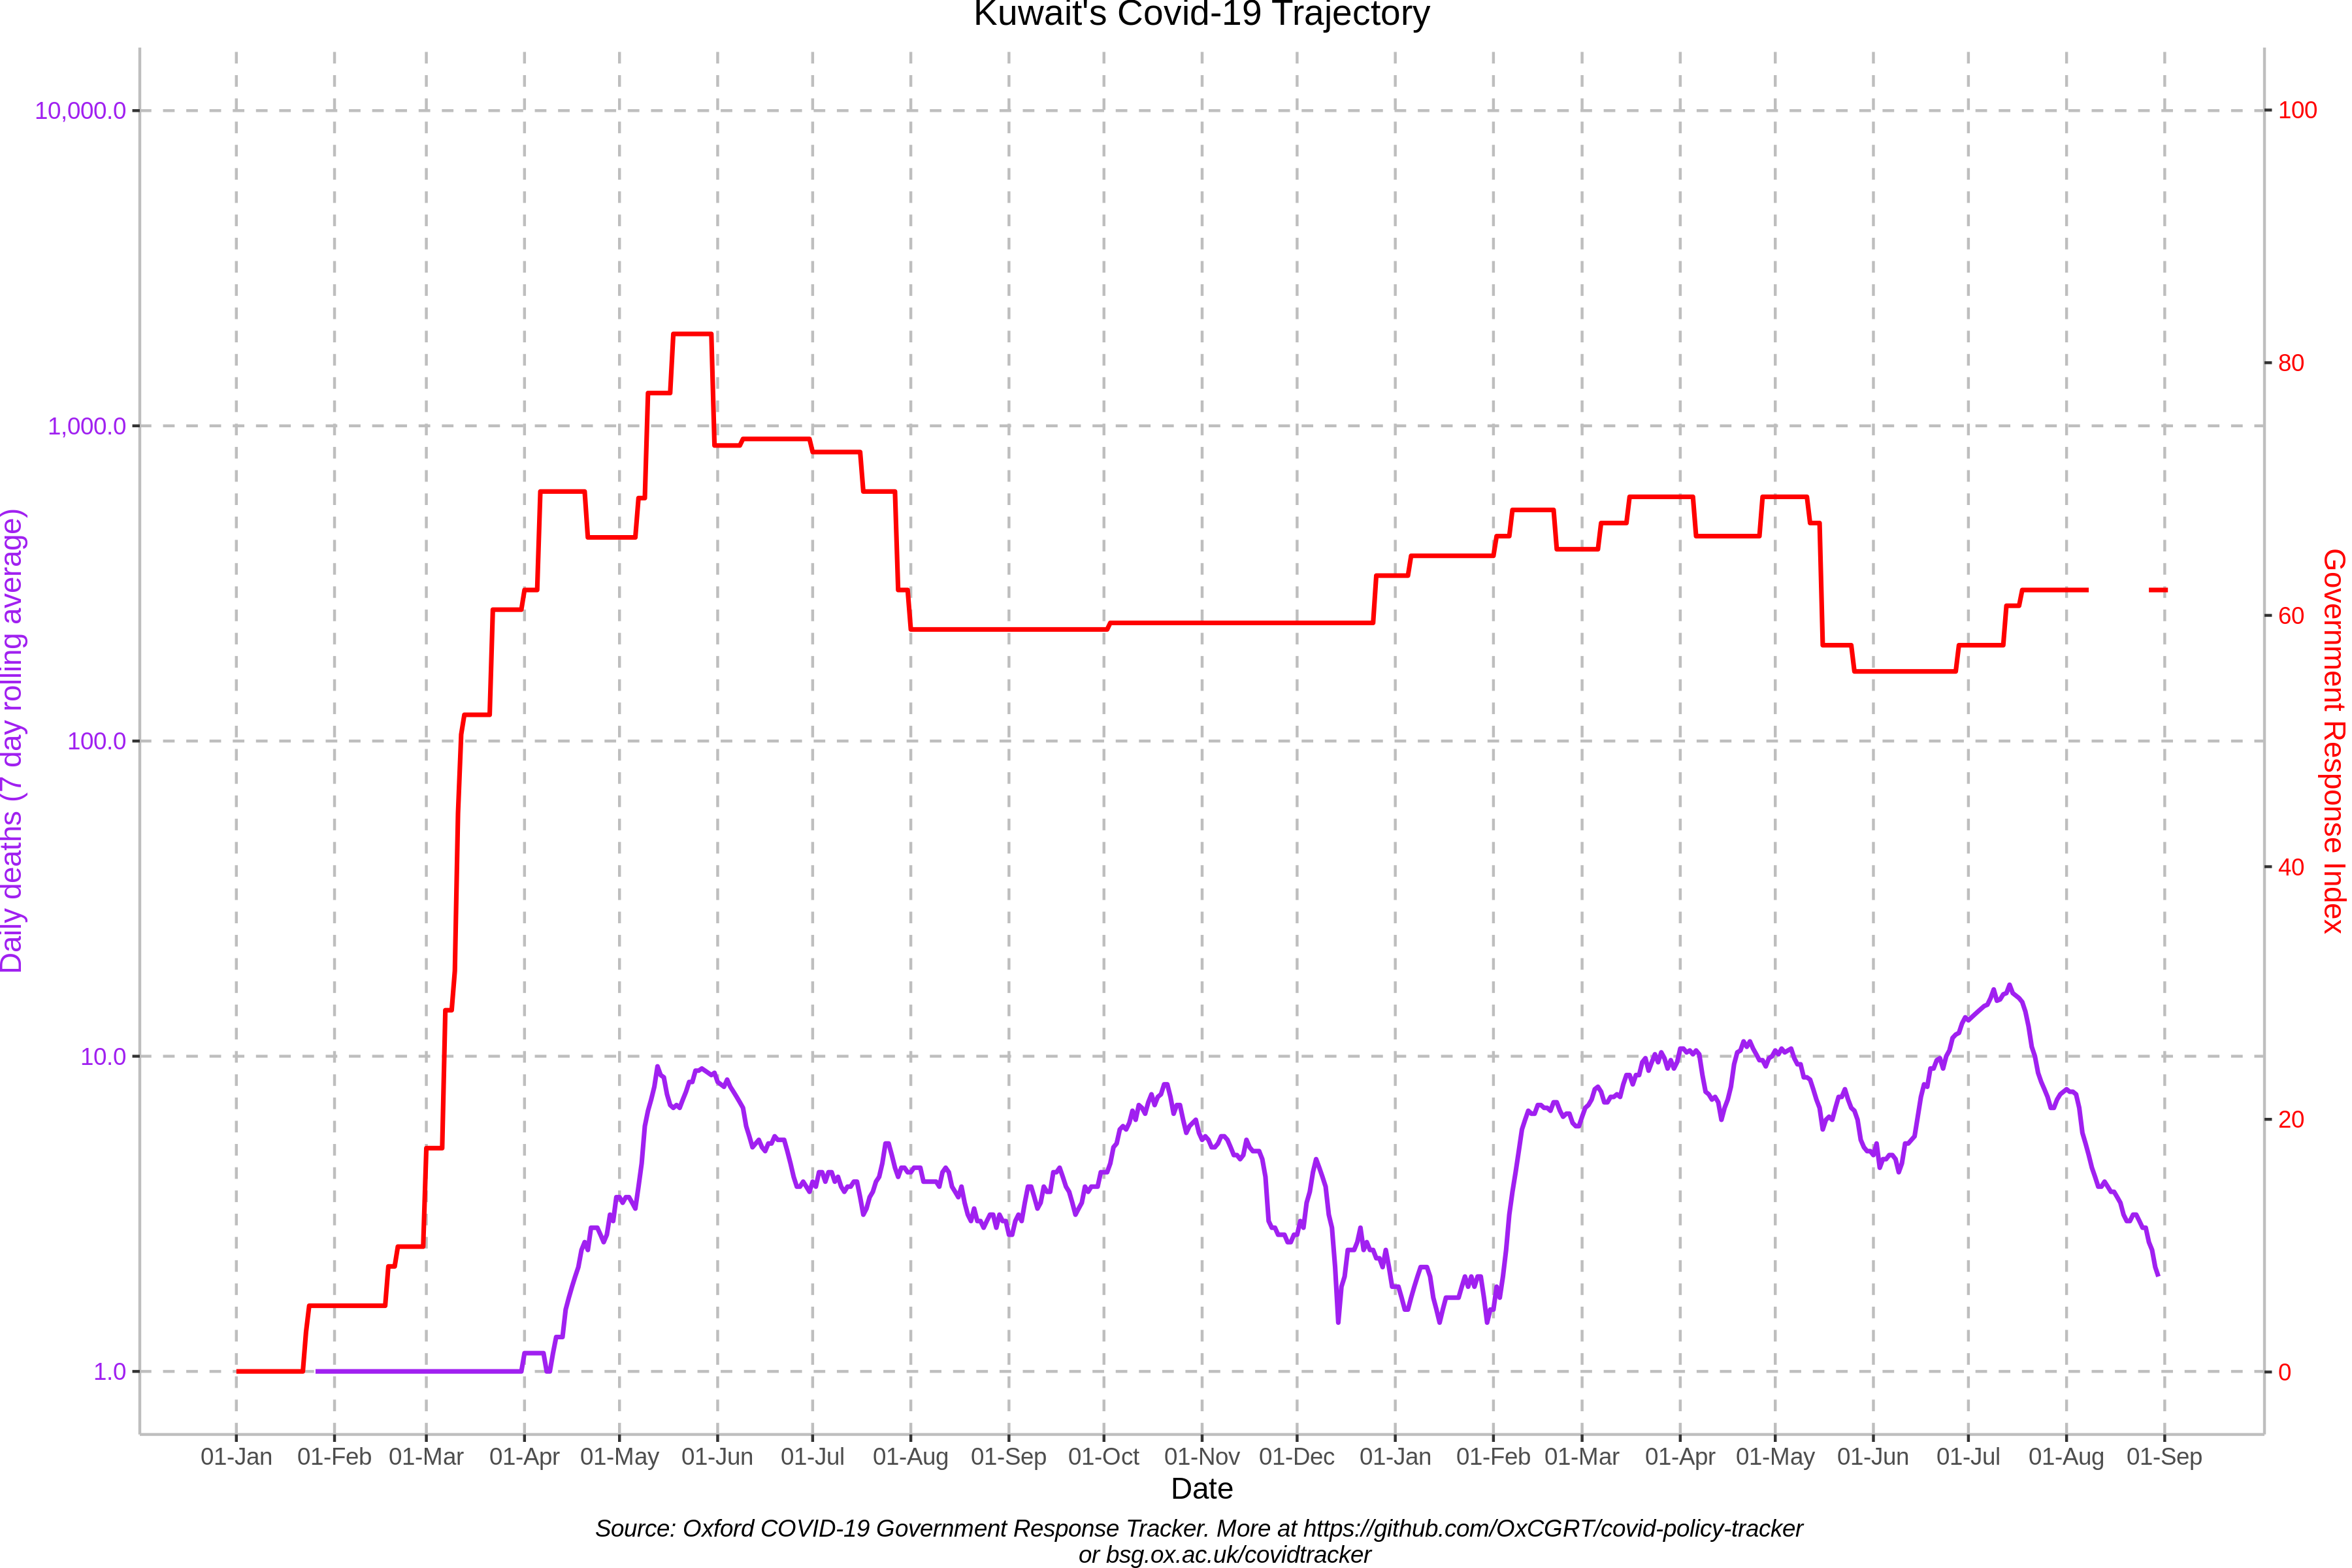 Kuwait's Covid-19 Trajectory
10,000.0
1,000.0
100.0
10.0
1.0
Daily deaths (7 day rolling average)
100
80
60
40
20
0
Government Response Index
01-Jan 01-Feb 01-Mar 01-Apr 01-May 01-Jun 01-Jul 01-Aug 01-Sep 01-Oct 01-Nov 01-Dec 01-Jan 01-Feb 01-Mar 01-Apr 01-May 01-Jun 01-Jul 01-Aug 01-Sep
Date
Source: Oxford COVID-19 Government Response Tracker. More at https://github.com/OxCGRT/covid-policy-tracker
or bsg.ox.ac.uk/covidtracker